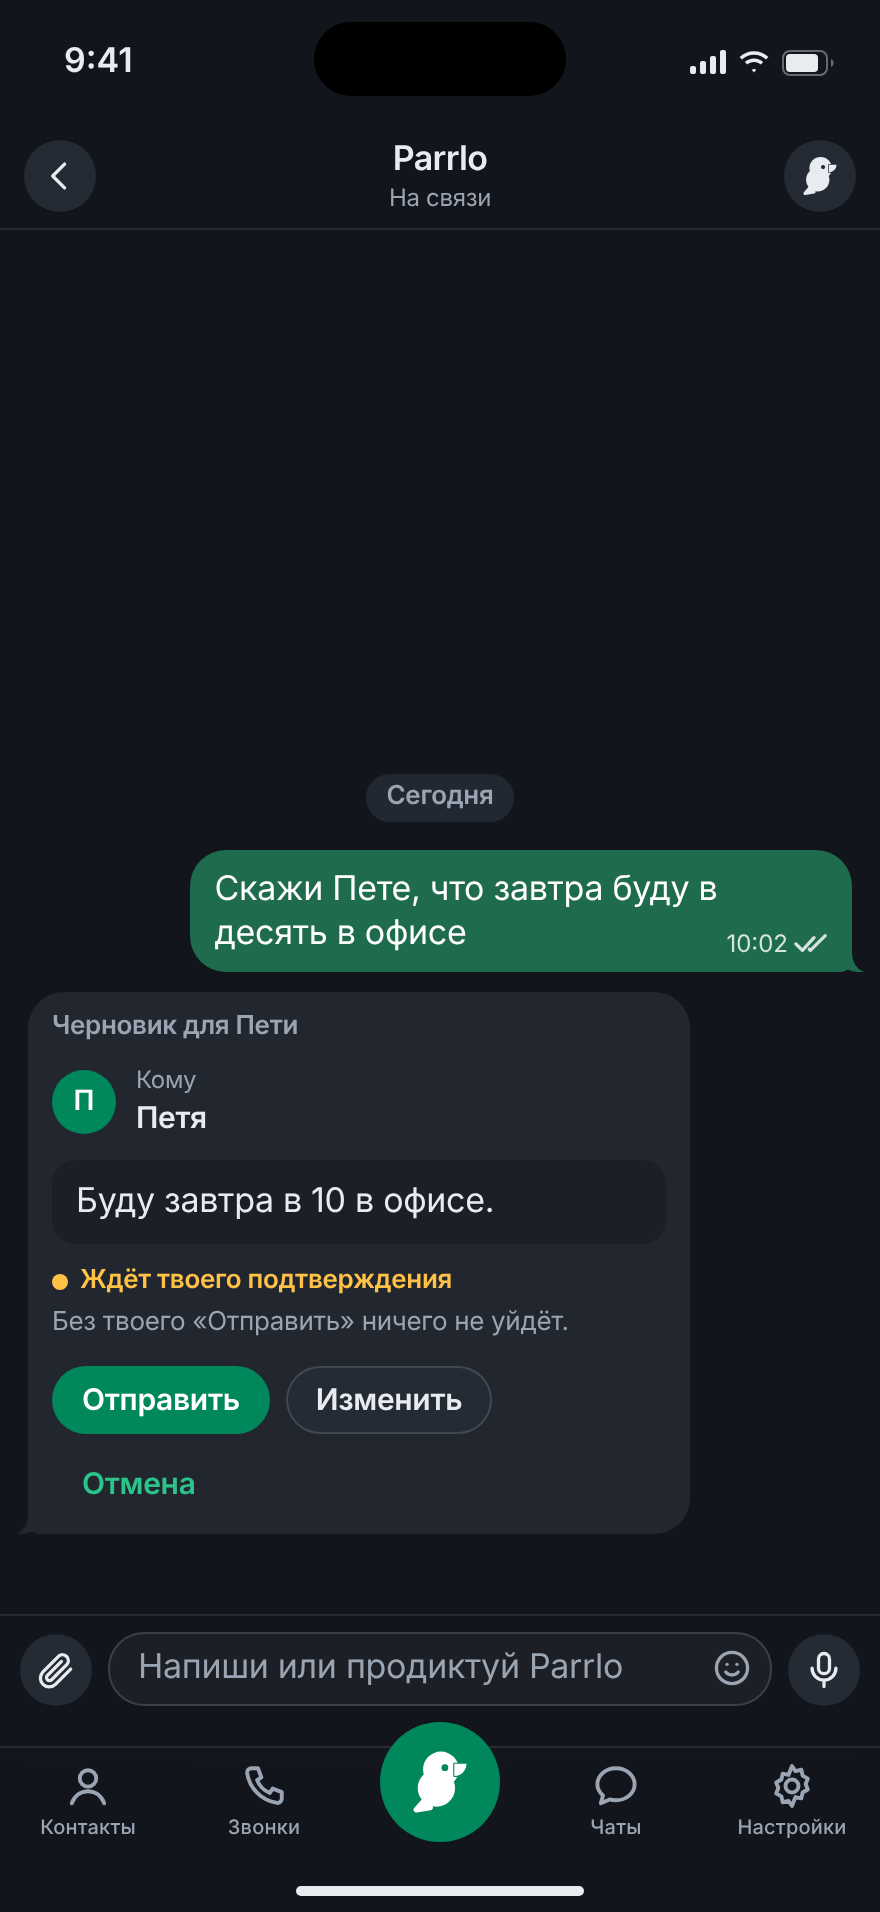 9:41
Parrlo
На связи
Сегодня
Скажи Пете, что завтра буду в
десять в офисе
10:02
Черновик для Пети
П
Кому
Петя
Буду завтра в 10 в офисе.
Ждёт твоего подтверждения
Без твоего «Отправить» ничего не уйдёт.
Отправить
Изменить
Отмена
Напиши или продиктуй Parrlo
Контакты
Звонки
Чаты
Настройки